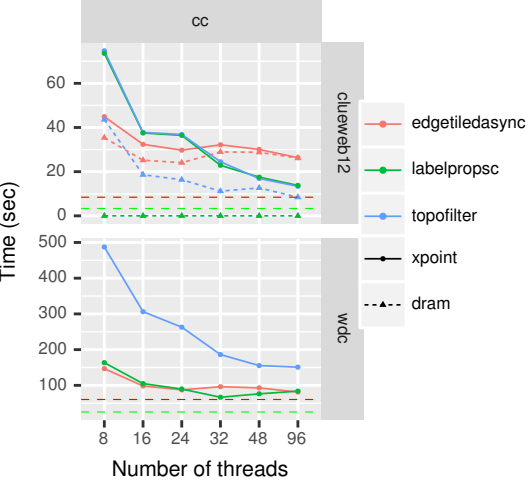 cc
60
40
20
0
clueweb12
500
400
300
200
100
wdc
8 16 24 32 48 96
Number of threads
Time (sec)
edgetiledasync
labelpropsc
topofilter
xpoint
dram